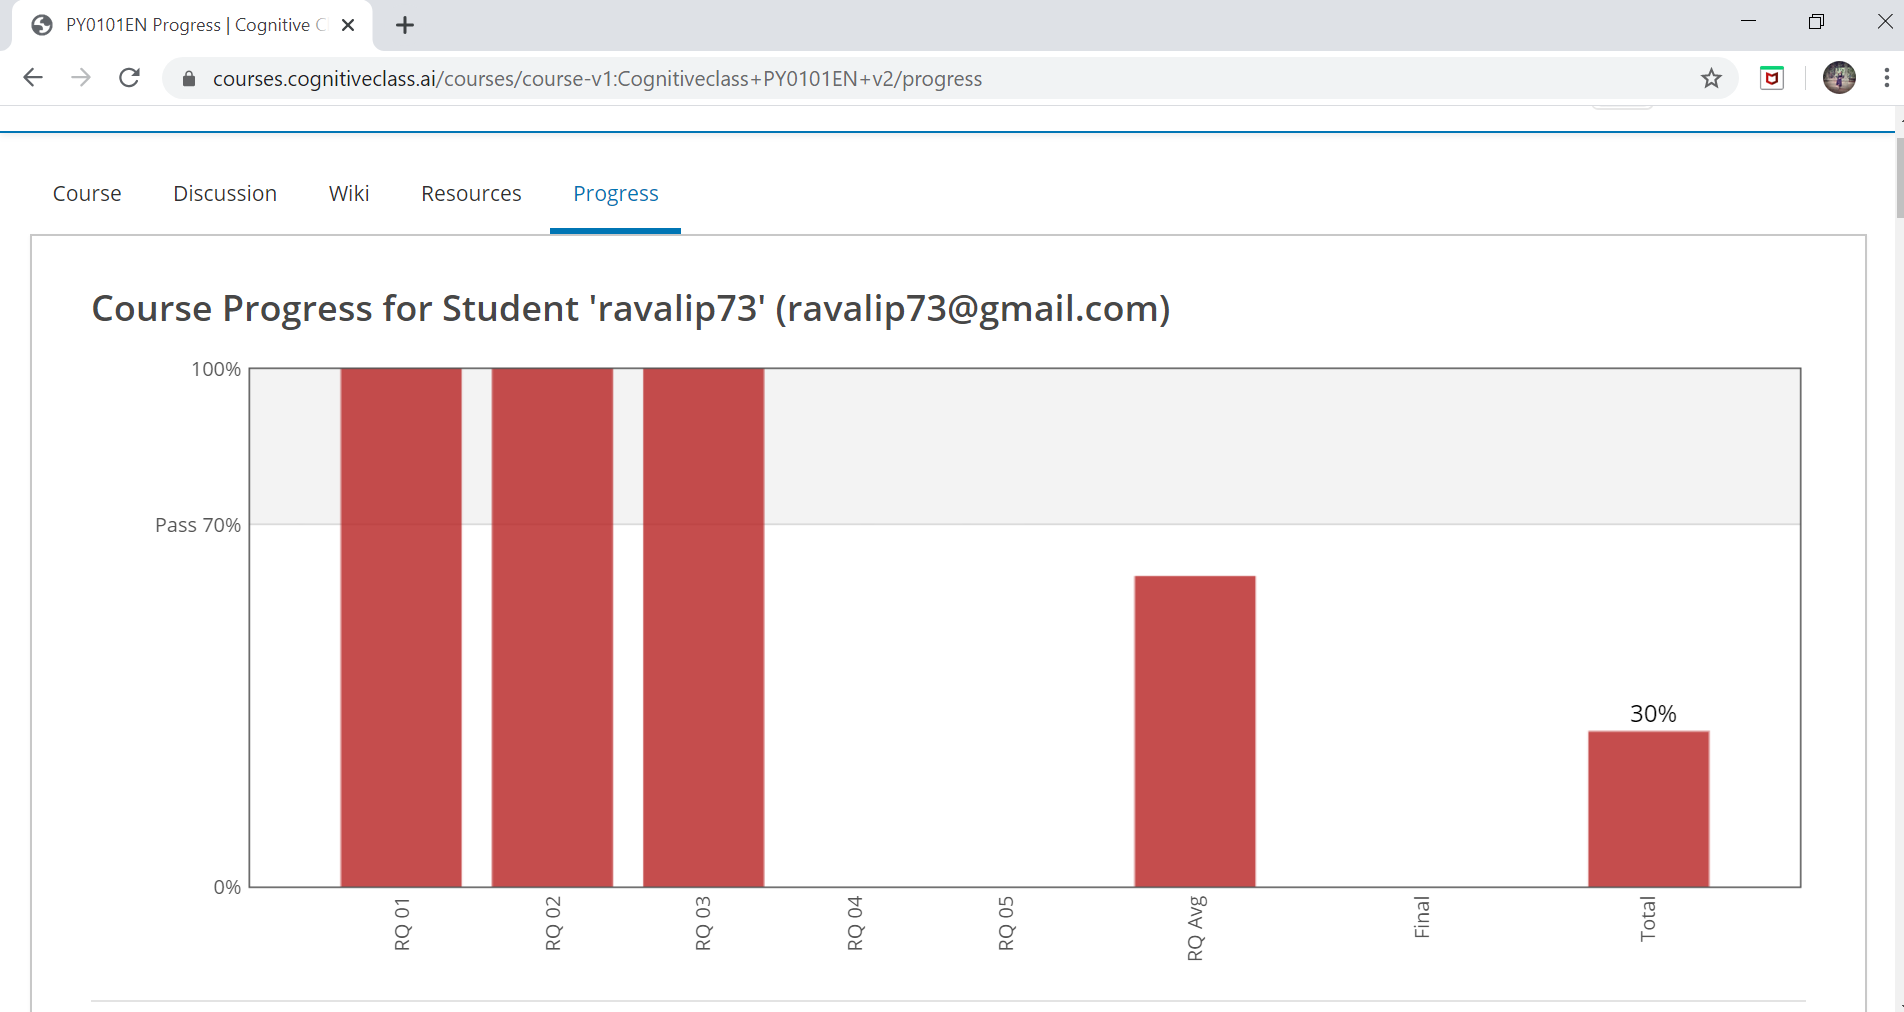 PY0101EN Progress | Cognitive C
courses.cognitiveclass.ai/courses/course-v1:Cognitiveclass+PY0101EN+v2/progress
Course Discussion Wiki Resources Progress
Course Progress for Student 'ravalip73' (ravalip73@gmail.com)
100%
Pass 70%
30%
0%
RQ 01
RQ 02
RQ 03
RQ 04
RQ 05
RQ Avg
Final
Total